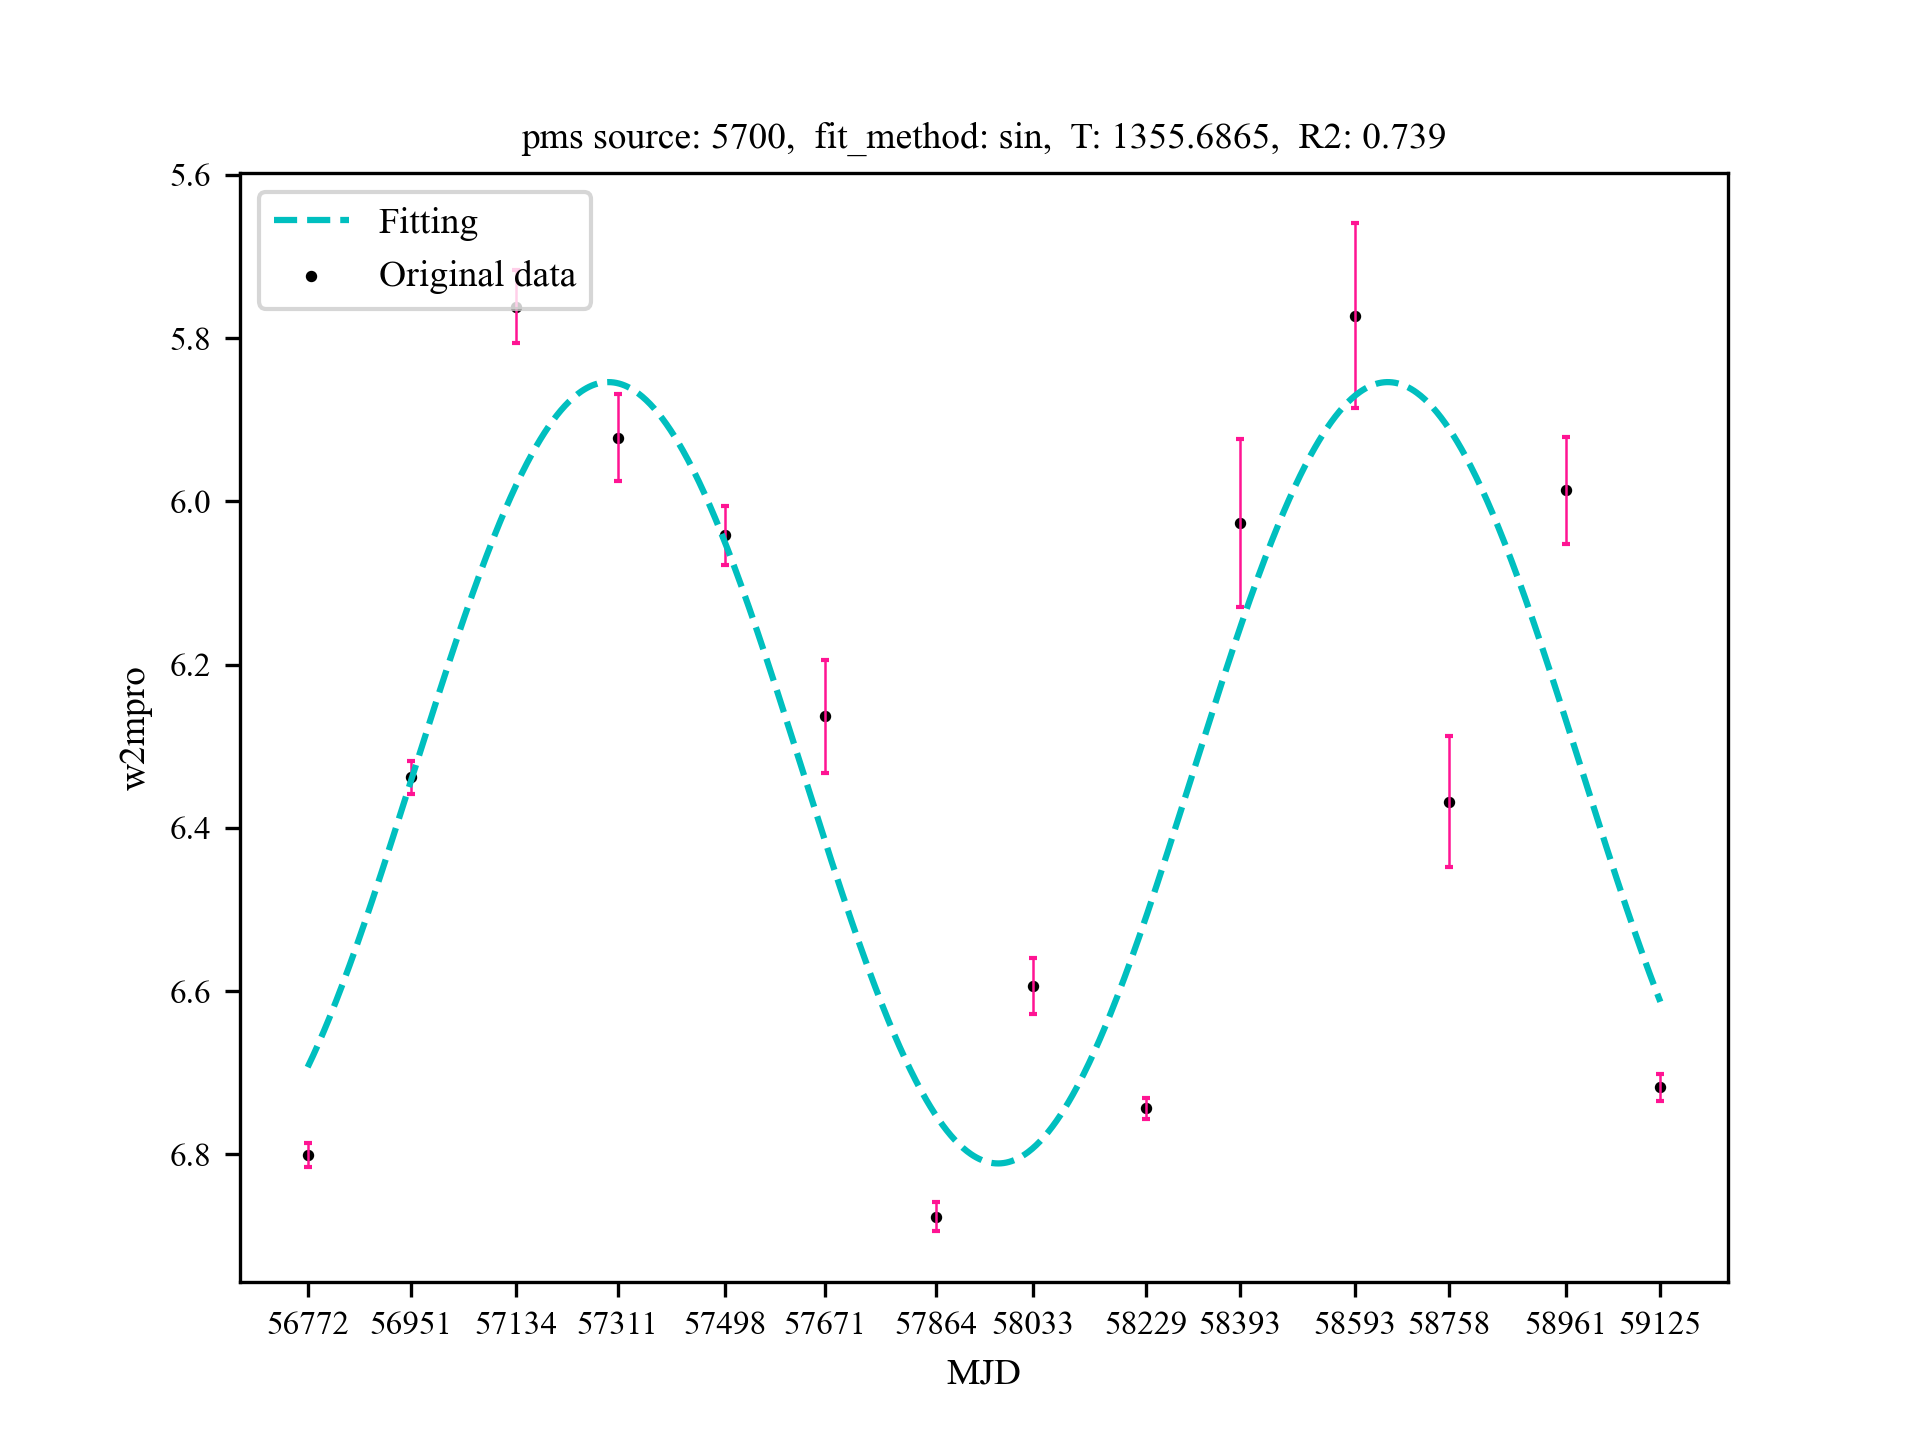 pms source: 5700,  fit_method: sin,  T: 1355.6865,  R2: 0.739
Fitting
Original data
5.6
5.8
6.0
6.2
6.4
6.6
6.8
w2mpro
56772 56951 57134 57311 57498 57671 57864 58033 58229 58393 58593 58758 58961 59125
MJD